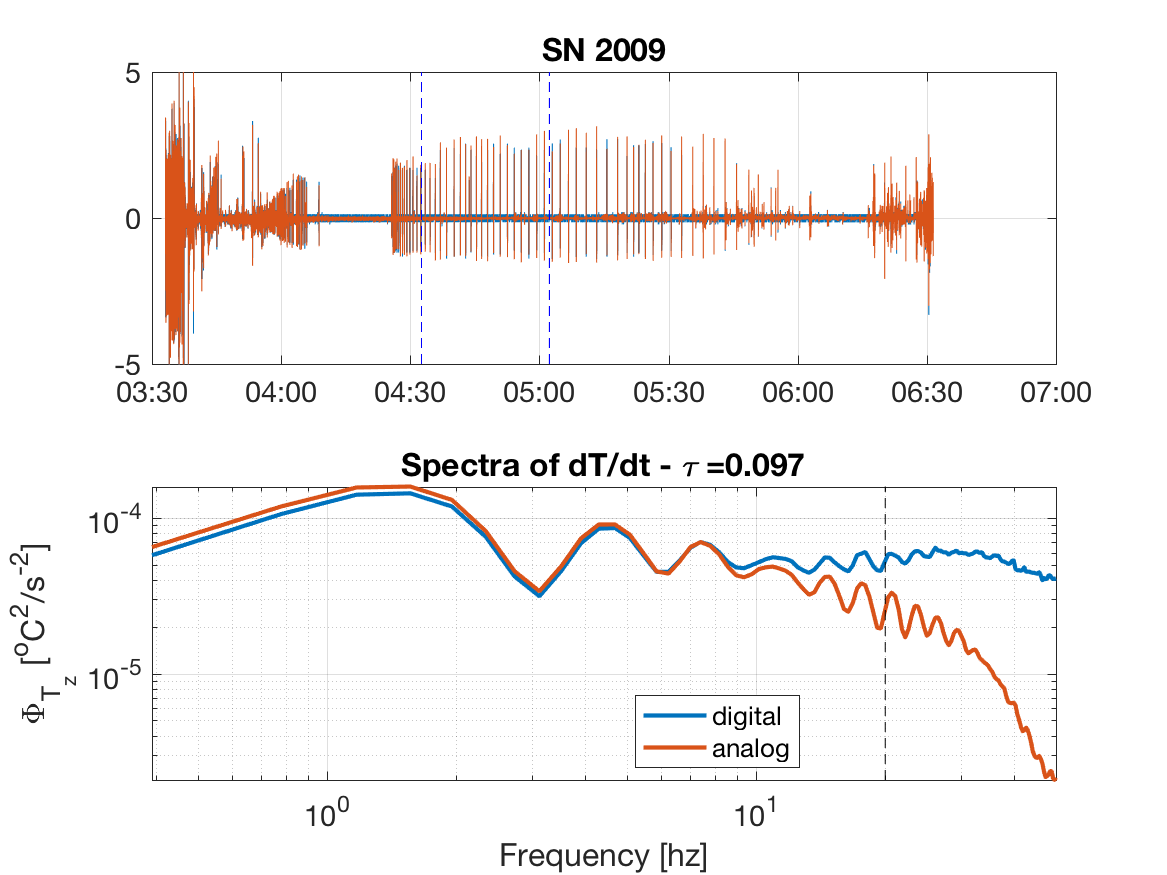 SN 2009
5
0
-5
03:30 04:00 04:30 05:00 05:30 06:00 06:30 07:00
Spectra of dT/dt - τ =0.097
10^-4
10^-5
Φ_T_z [°C^2/s^-2]
digital
analog
10^0 10^1
Frequency [hz]